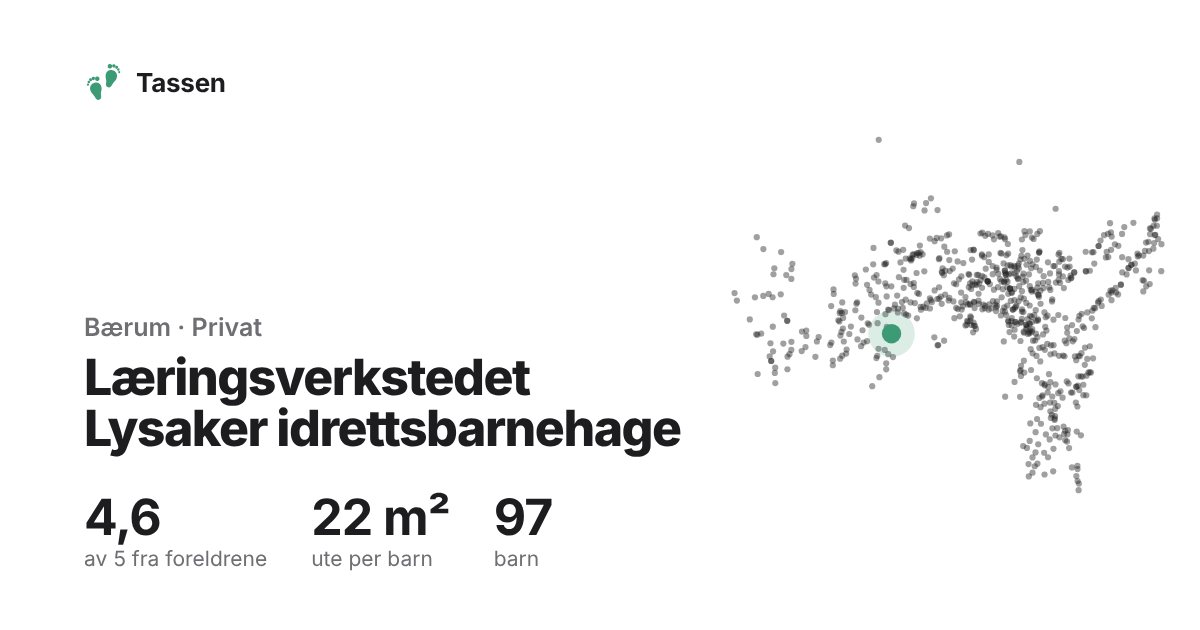 Tassen
Bærum · Privat
Læringsverkstedet
Lysaker idrettsbarnehage
4,6
av 5 fra foreldrene
22 m²
ute per barn
97
barn